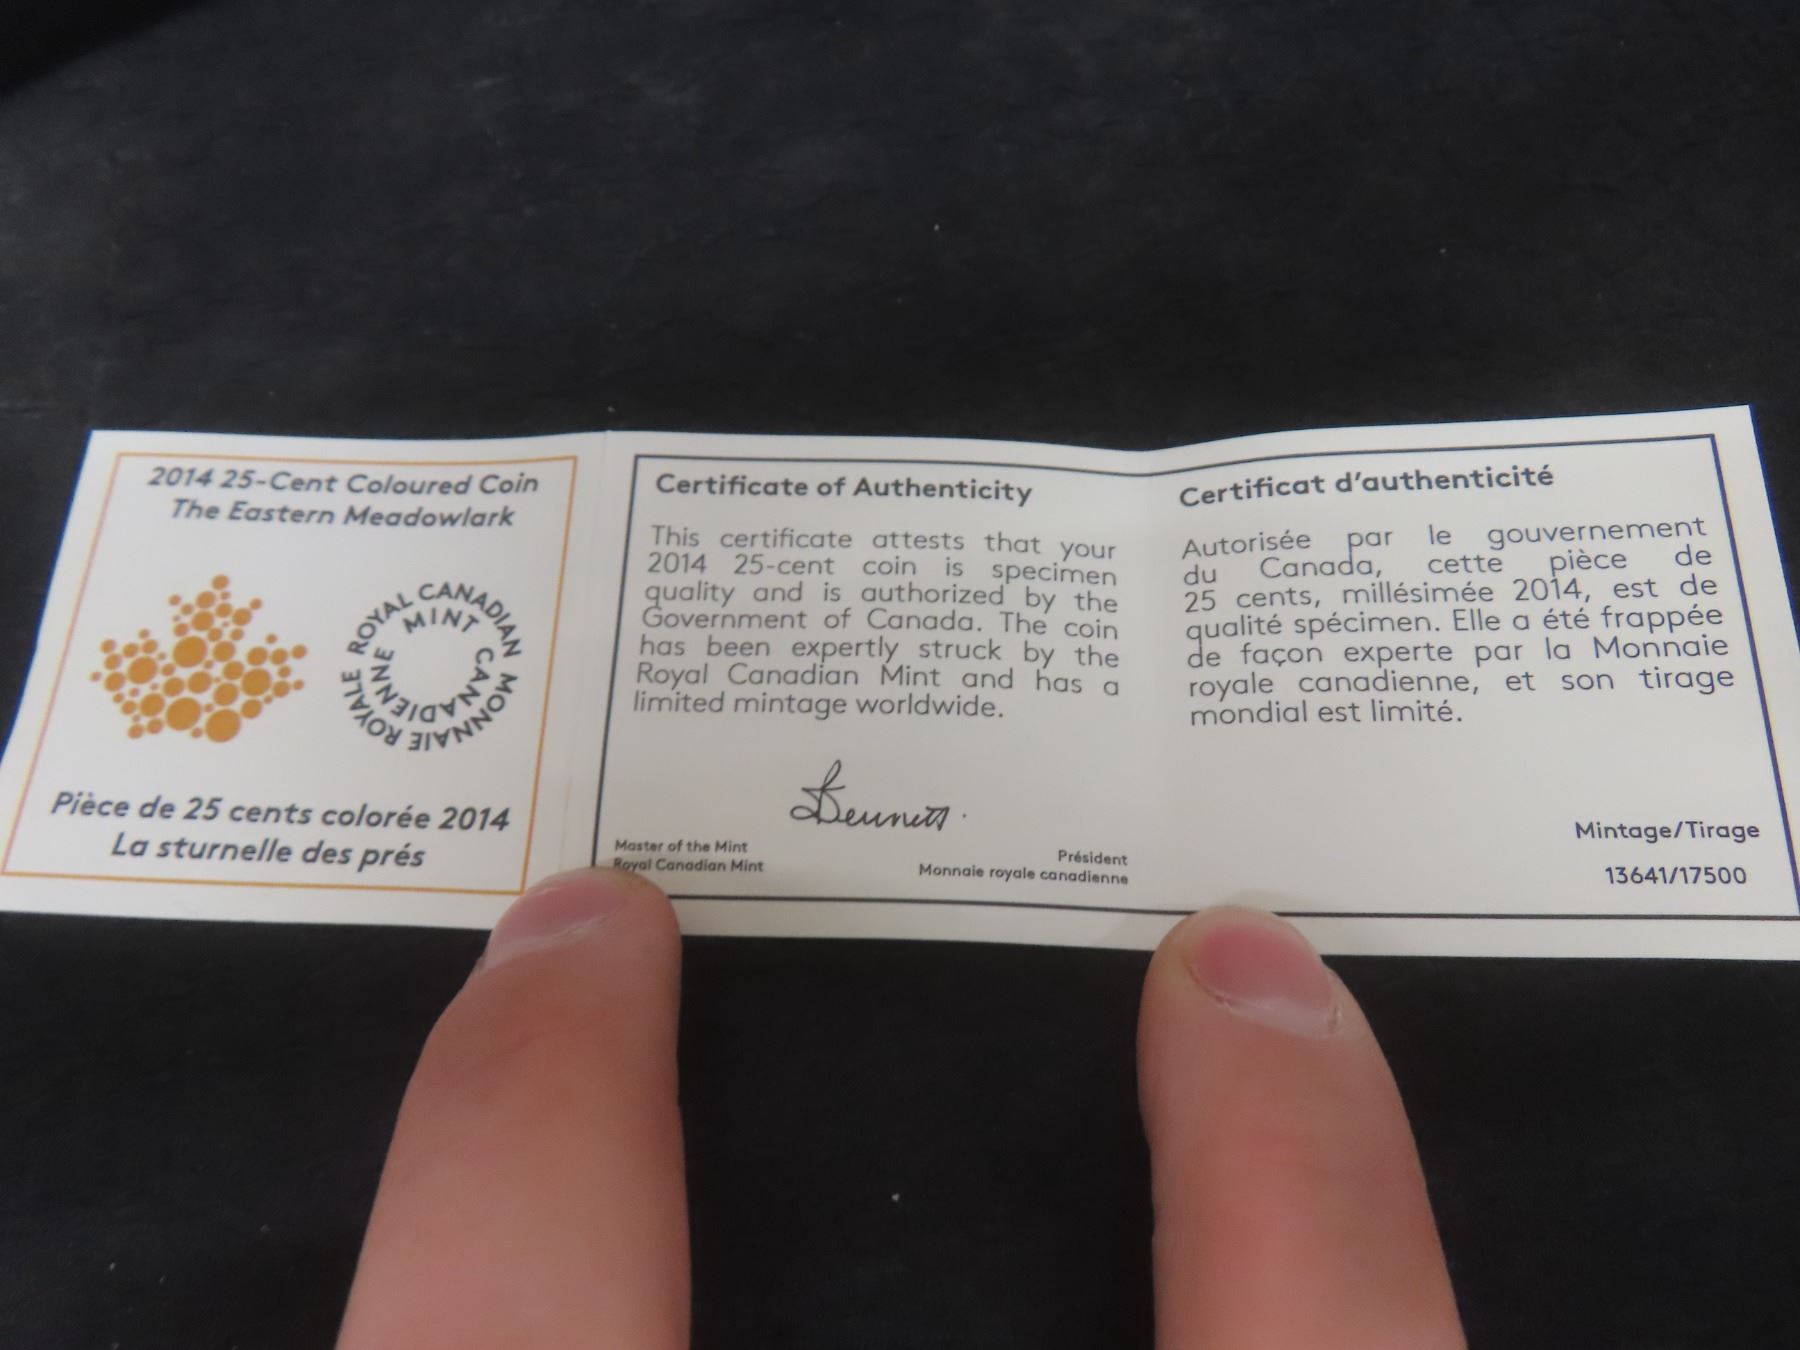 2014 25-Cent Coloured Coin
The Eastern Meadowlark
ROYAL CANADIAN MINT
MONNAIE ROYALE CANADIENNE
Pièce de 25 cents colorée 2014
La sturnelle des prés
Certificate of Authenticity
This certificate attests that your
2014 25-cent coin is specimen
quality and is authorized by the
Government of Canada. The coin
has been expertly struck by the
Royal Canadian Mint and has a
limited mintage worldwide.
Bennett
Master of the Mint
Royal Canadian Mint
Président
Monnaie royale canadienne
Certificat d'authenticité
Autorisée par le gouvernement
du Canada, cette pièce de
25 cents, millésimée 2014, est de
qualité spécimen. Elle a été frappée
de façon experte par la Monnaie
royale canadienne, et son tirage
mondial est limité.
Mintage/Tirage
13641/17500